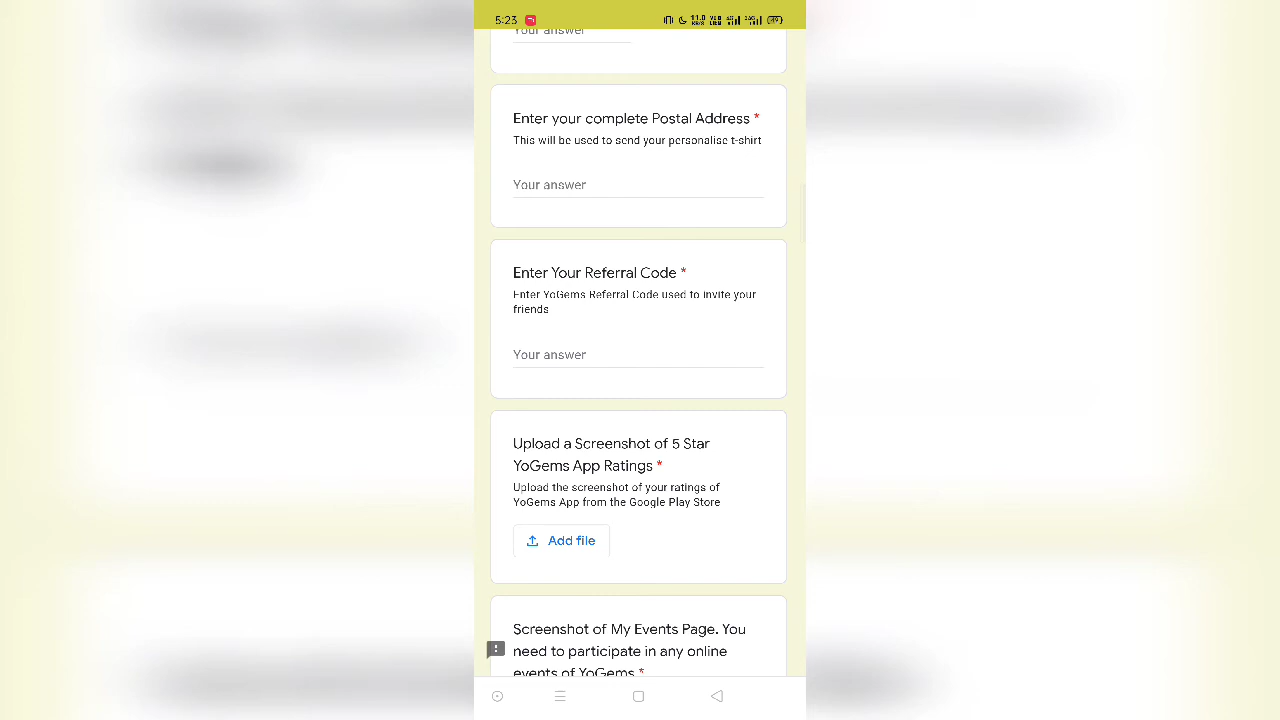 5:23
11.0 KB/S
Your answer
Enter your complete Postal Address *
This will be used to send your personalise t-shirt
Your answer
Enter Your Referral Code *
Enter YoGems Referral Code used to invite your
friends
Your answer
Upload a Screenshot of 5 Star
YoGems App Ratings *
Upload the screenshot of your ratings of
YoGems App from the Google Play Store
Add file
Screenshot of My Events Page. You
need to participate in any online
events of YoGems *